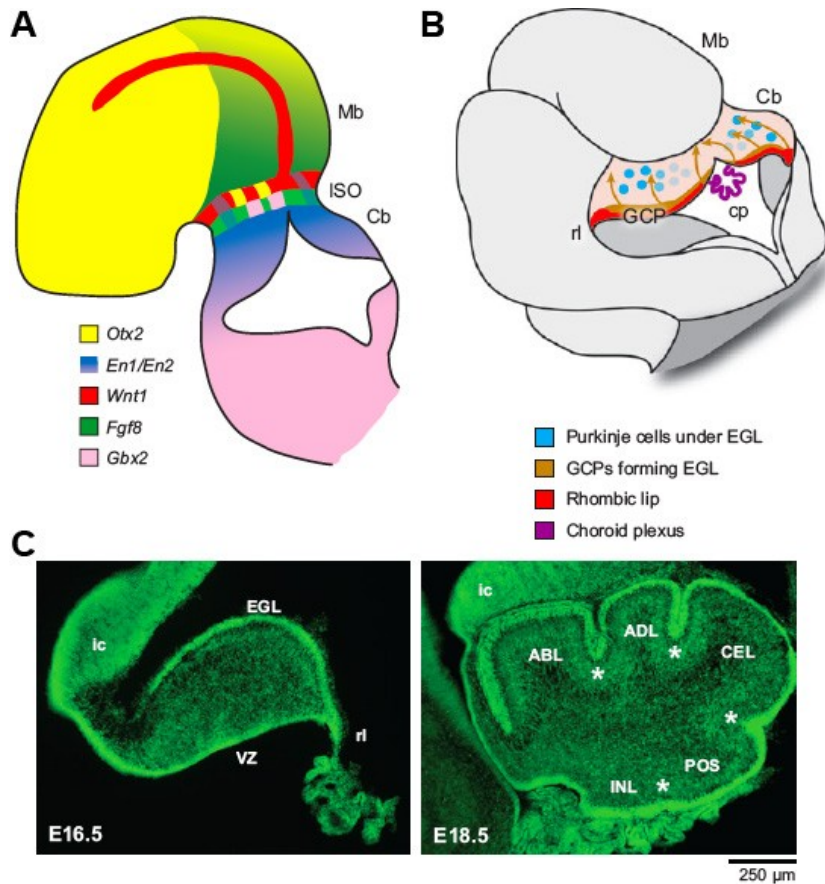 A
Mb
ISO
Cb
Otx2
En1/En2
Wnt1
Fgf8
Gbx2
B
Mb
Cb
GCP
cp
rl
Purkinje cells under EGL
GCPs forming EGL
Rhombic lip
Choroid plexus
C
ic
EGL
VZ
rl
E16.5
ic
ABL
ADL
CEL
*
*
*
POS
INL
*
E18.5
250 µm